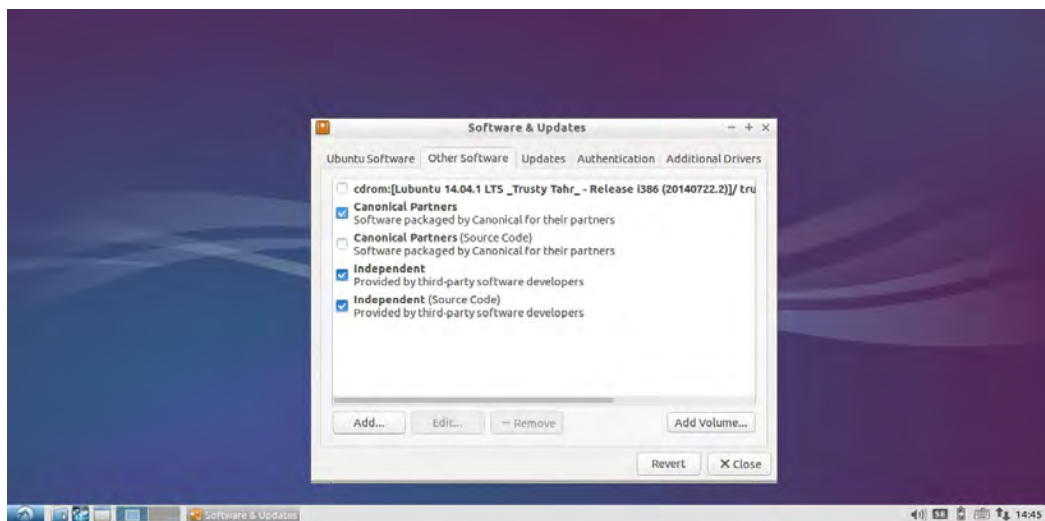 Software & Updates
Ubuntu Software Other Software Updates Authentication Additional Drivers
cdrom:[Lubuntu 14.04.1 LTS _Trusty Tahr_ - Release i386 (20140722.2)]/ tru
Canonical Partners
Software packaged by Canonical for their partners
Canonical Partners (Source Code)
Software packaged by Canonical for their partners
Independent
Provided by third-party software developers
Independent (Source Code)
Provided by third-party software developers
Add... Edit... − Remove Add Volume...
Revert Close
Software & Updates 14:45